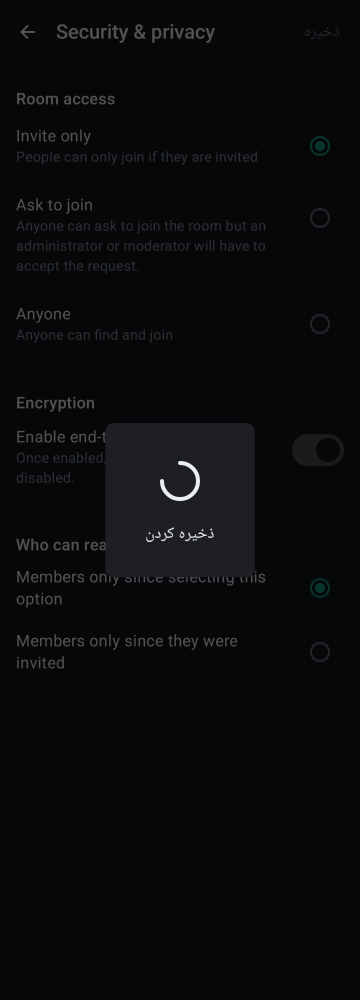 Security & privacy
ذخیره
Room access
Invite only
People can only join if they are invited
Ask to join
Anyone can ask to join the room but an
administrator or moderator will have to
accept the request.
Anyone
Anyone can find and join
Encryption
Enable end-t
Once enabled,
disabled.
ذخیره کردن
Who can rea
Members only since selecting this
option
Members only since they were
invited